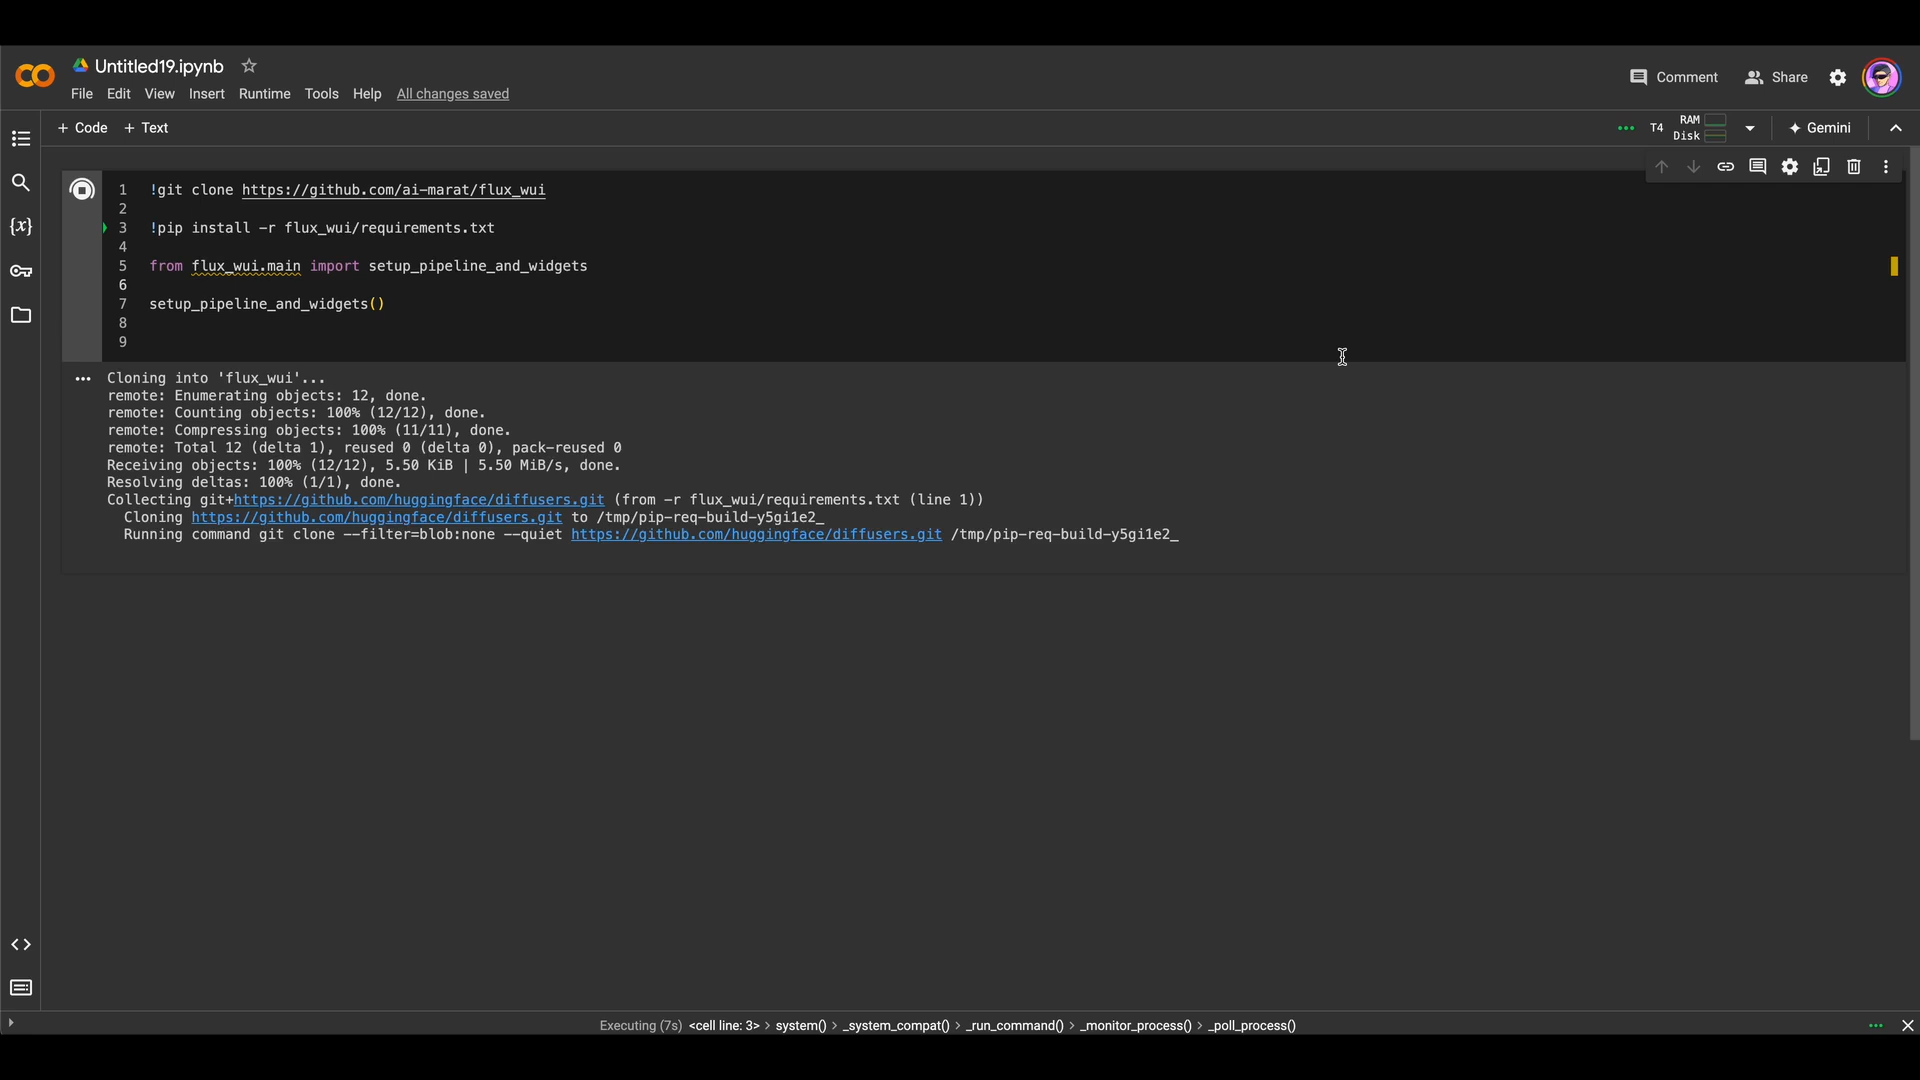 Untitled19.ipynb
Comment
Share
File Edit View Insert Runtime Tools Help All changes saved
+ Code + Text
T4
RAM
Disk
Gemini
1 !git clone https://github.com/ai-marat/flux_wui
2
3 !pip install -r flux_wui/requirements.txt
4
5 from flux_wui.main import setup_pipeline_and_widgets
6
7 setup_pipeline_and_widgets()
8
9
Cloning into 'flux_wui'...
remote: Enumerating objects: 12, done.
remote: Counting objects: 100% (12/12), done.
remote: Compressing objects: 100% (11/11), done.
remote: Total 12 (delta 1), reused 0 (delta 0), pack-reused 0
Receiving objects: 100% (12/12), 5.50 KiB | 5.50 MiB/s, done.
Resolving deltas: 100% (1/1), done.
Collecting git+https://github.com/huggingface/diffusers.git (from -r flux_wui/requirements.txt (line 1))
Cloning https://github.com/huggingface/diffusers.git to /tmp/pip-req-build-y5gi1e2_
Running command git clone --filter=blob:none --quiet https://github.com/huggingface/diffusers.git /tmp/pip-req-build-y5gi1e2_
Executing (7s) <cell line: 3> > system() > _system_compat() > _run_command() > _monitor_process() > _poll_process()